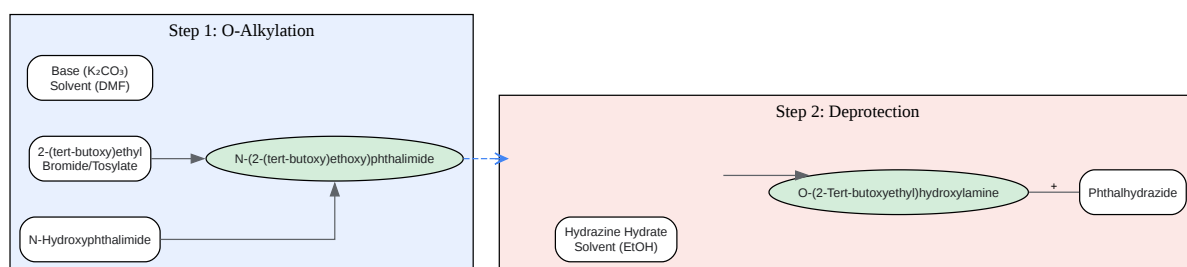 Step 1: O-Alkylation
Base (K₂CO₃)
Solvent (DMF)
2-(tert-butoxy)ethyl
Bromide/Tosylate
N-(2-(tert-butoxy)ethoxy)phthalimide
N-Hydroxyphthalimide
Step 2: Deprotection
O-(2-Tert-butoxyethyl)hydroxylamine
+
Phthalhydrazide
Hydrazine Hydrate
Solvent (EtOH)